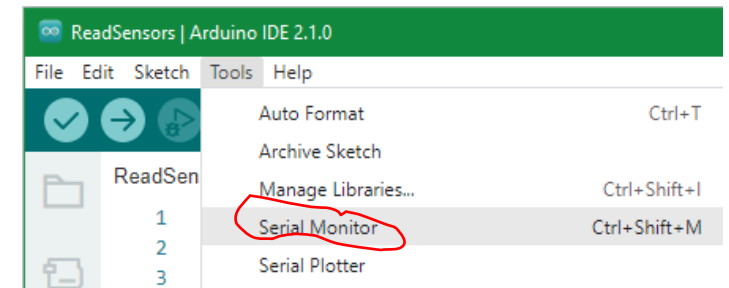 ReadSensors | Arduino IDE 2.1.0
File Edit Sketch Tools Help
Auto Format Ctrl+T
Archive Sketch
ReadSen
Manage Libraries... Ctrl+Shift+I
1
Serial Monitor Ctrl+Shift+M
2
Serial Plotter
3